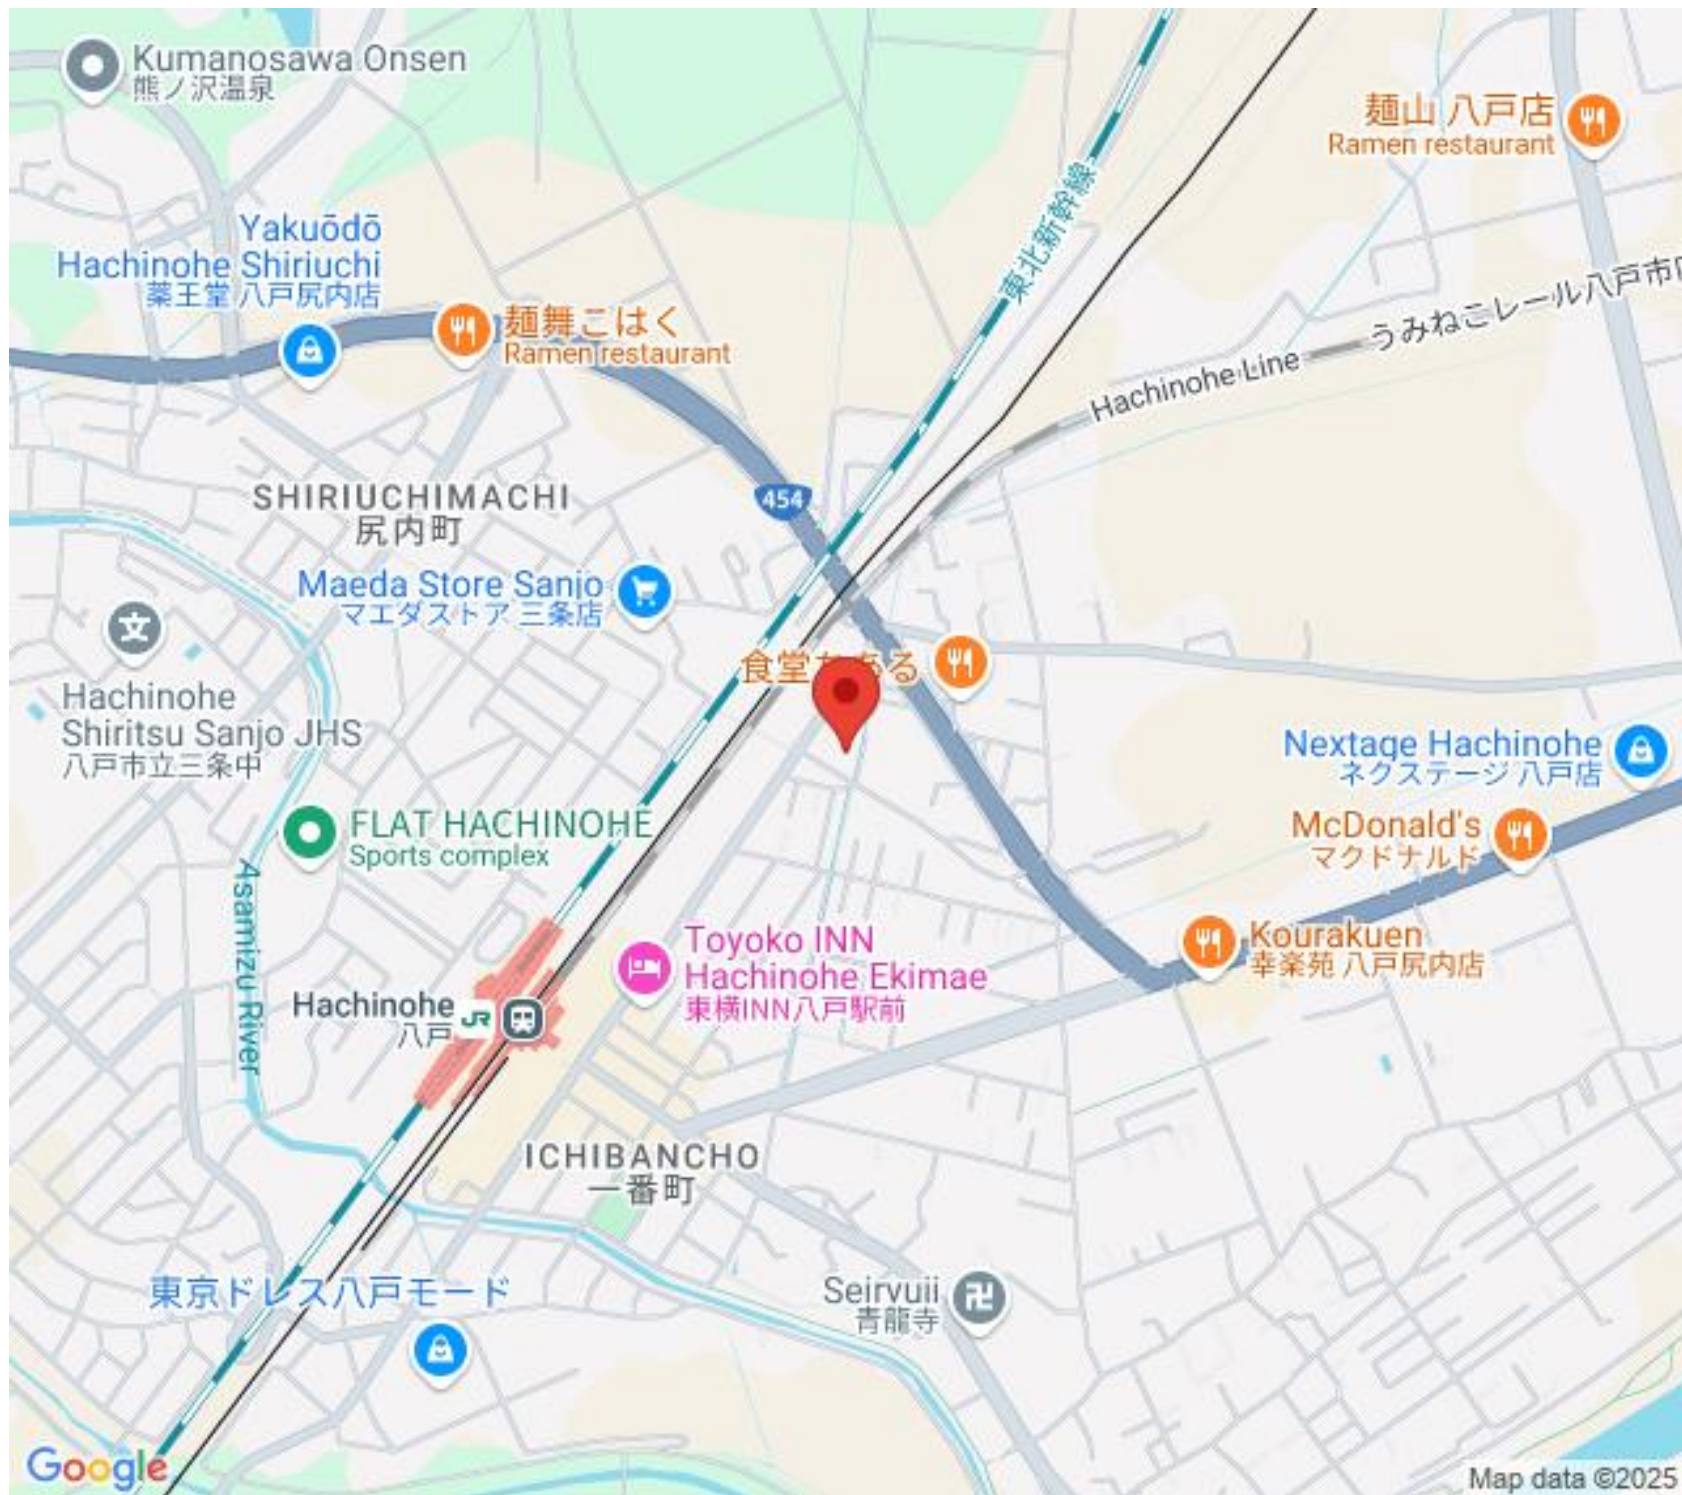 Kumanosawa Onsen
熊ノ沢温泉
麺山 八戸店
Ramen restaurant
東北新幹線
Yakuōdō
Hachinohe Shiriuchi
薬王堂 八戸尻内店
麺舞こはく
Ramen restaurant
うみねこレール八戸市
Hachinohe Line
SHIRIUCHIMACHI
尻内町
454
Maeda Store Sanjo
マエダストア 三条店
文
食堂
る
Hachinohe
Shiritsu Sanjo JHS
八戸市立三条中
Nextage Hachinohe
ネクステージ 八戸店
McDonald's
マクドナルド
FLAT HACHINOHE
Sports complex
Asamizu River
Kourakuen
幸楽苑 八戸尻内店
Toyoko INN
Hachinohe Ekimae
東横INN八戸駅前
Hachinohe
八戸
JR
ICHIBANCHO
一番町
東京ドレス八戸モード
Seiryuji
青龍寺
Google
Map data ©2025